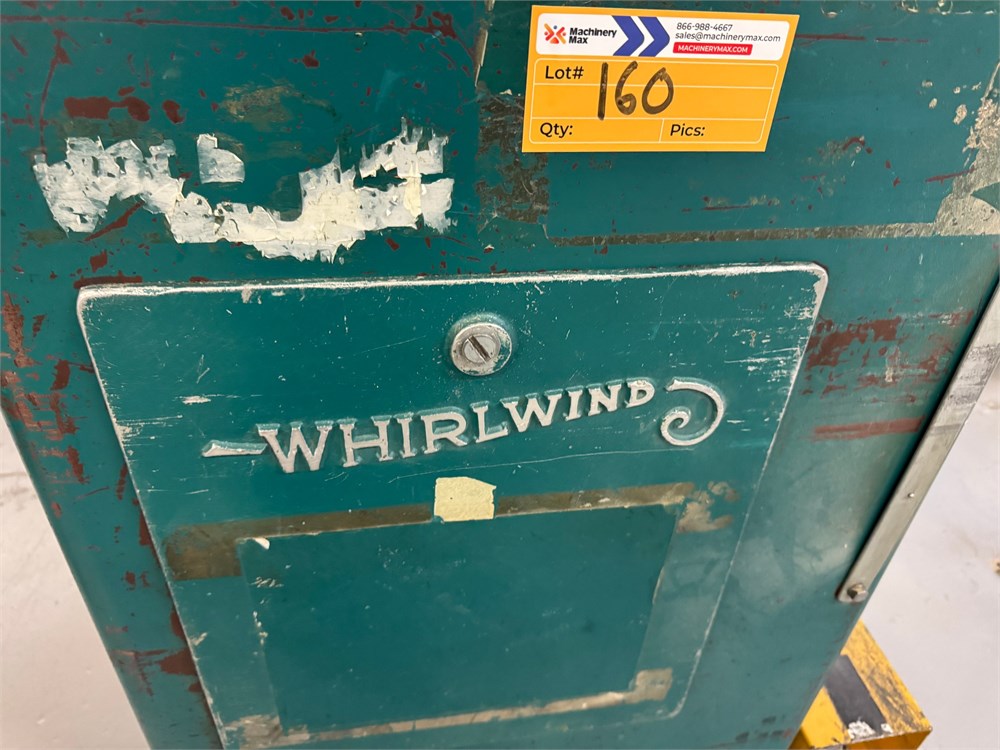 Machinery
Max
866-988-4667
sales@machinerymax.com
MACHINERYMAX.COM
Lot# 160
Qty:
Pics:
WHIRLWIND